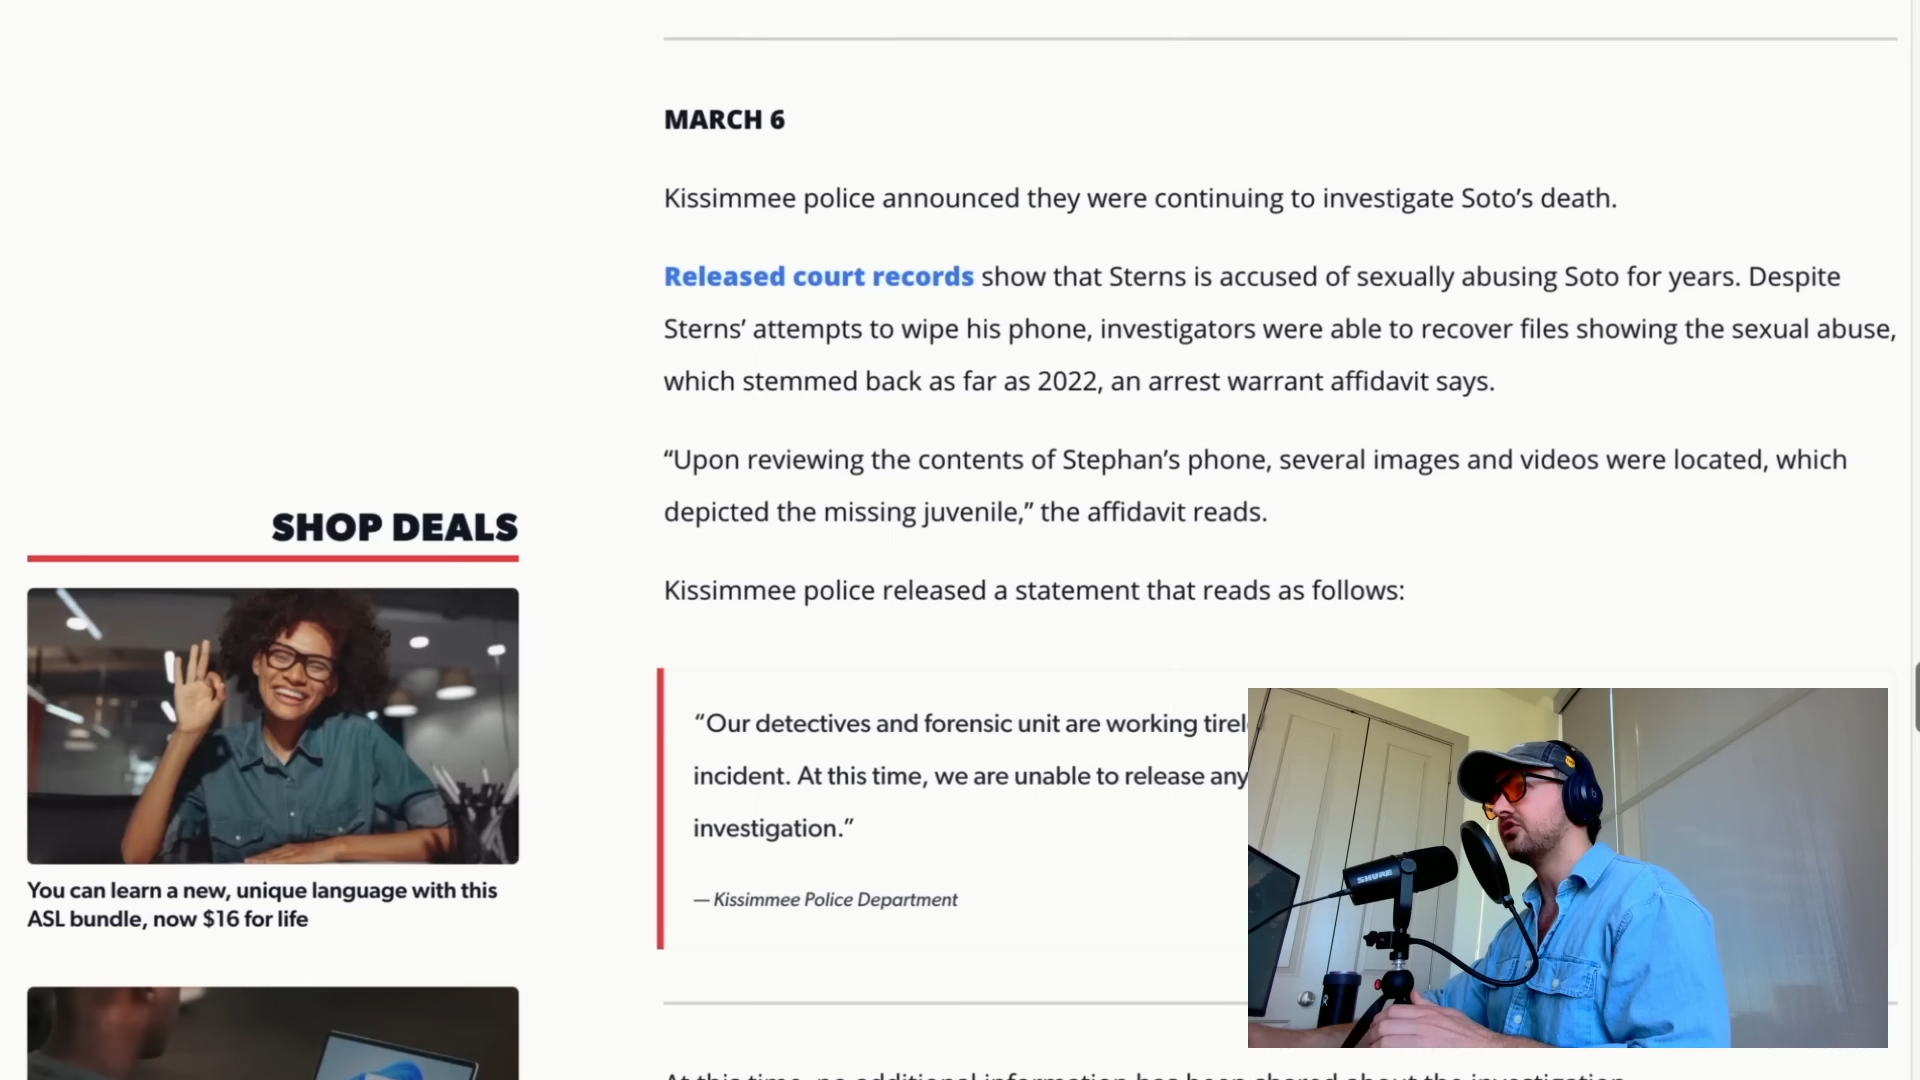 MARCH 6
Kissimmee police announced they were continuing to investigate Soto’s death.
Released court records show that Sterns is accused of sexually abusing Soto for years. Despite
Sterns’ attempts to wipe his phone, investigators were able to recover files showing the sexual abuse,
which stemmed back as far as 2022, an arrest warrant affidavit says.
“Upon reviewing the contents of Stephan’s phone, several images and videos were located, which
depicted the missing juvenile,” the affidavit reads.
Kissimmee police released a statement that reads as follows:
“Our detectives and forensic unit are working
incident. At this time, we are unable to release any
investigation.”
— Kissimmee Police Department
At this time, no additional information has been shared about the investigation
SHOP DEALS
You can learn a new, unique language with this
ASL bundle, now $16 for life
SHURE